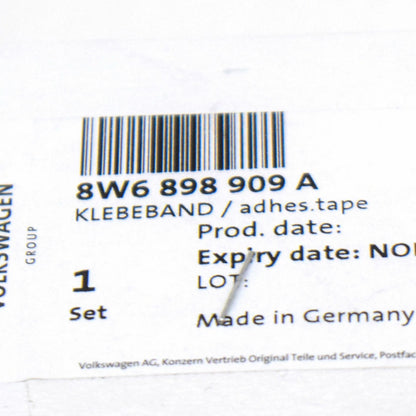 VOLKSWAGEN
GROUP
8W6 898 909 A
KLEBEBAND / adhes.tape
Prod. date:
Expiry date: NO
LOT:
1
Set
Made in Germany
Volkswagen AG, Konzern Vertrieb Original Teile und Service, Postfac